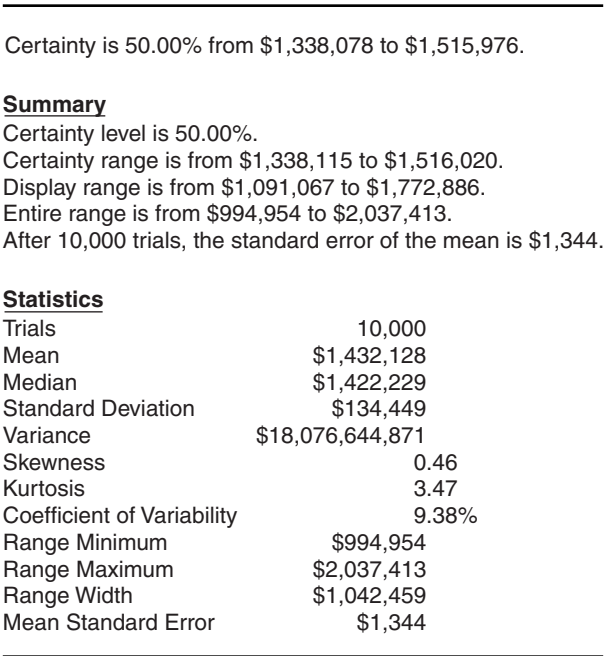 Certainty is 50.00% from $1,338,078 to $1,515,976.
Summary
Certainty level is 50.00%.
Certainty range is from $1,338,115 to $1,516,020.
Display range is from $1,091,067 to $1,772,886.
Entire range is from $994,954 to $2,037,413.
After 10,000 trials, the standard error of the mean is $1,344.
Statistics
Trials 10,000
Mean $1,432,128
Median $1,422,229
Standard Deviation $134,449
Variance $18,076,644,871
Skewness 0.46
Kurtosis 3.47
Coefficient of Variability 9.38%
Range Minimum $994,954
Range Maximum $2,037,413
Range Width $1,042,459
Mean Standard Error $1,344